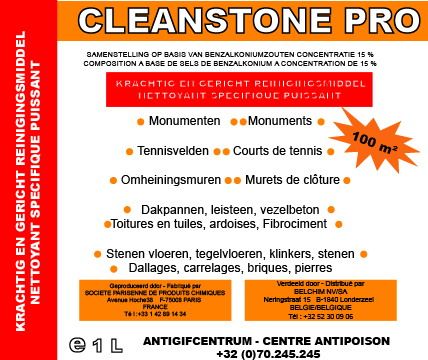 CLEANSTONE PRO
SAMENSTELLING OP BASIS VAN BENZALKONIUMZOUTEN CONCENTRATIE 15 %
COMPOSITION A BASE DE SELS DE BENZALKONIUM A CONCENTRATION DE 15 %
KRACHTIG EN GERICHT REINIGINGSMIDDEL
NETTOYANT SPECIFIQUE PUISSANT
KRACHTIG EN GERICHT REINIGINGSMIDDEL
NETTOYANT SPECIFIQUE PUISSANT
Monumenten Monuments
100 m²
Tennisvelden Courts de tennis
Omheiningsmuren Murets de clôture
Dakpannen, leisteen, vezelbeton
Toitures en tuiles, ardoises, Fibrociment
Stenen vloeren, tegelvloeren, klinkers, stenen
Dallages, carrelages, briques, pierres
Geproduceerd door - Fabriqué par
SOCIETE PARISENNE DE PRODUITS CHIMIQUES
Avenue Hoche38 F-75008 PARIS
FRANCE
Té l :+33 1 42 89 14 34
Verdeeld door - Distribué par
BELCHIM NV/SA
Neringstraat 15 B-1840 Londerzeel
BELGIE/BELGIQUE
Tél : +32 52 30 09 06
e 1 L
ANTIGIFCENTRUM - CENTRE ANTIPOISON
+32 (0)70.245.245